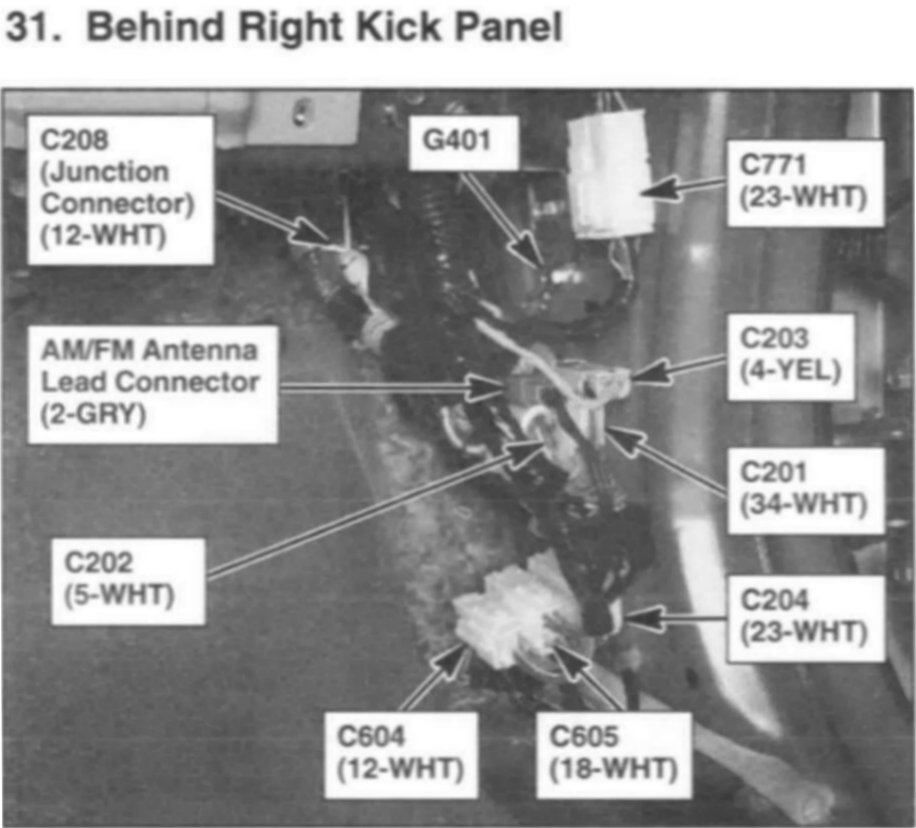 31. Behind Right Kick Panel
C208
(Junction
Connector)
(12-WHT)
G401
C771
(23-WHT)
AM/FM Antenna
Lead Connector
(2-GRY)
C203
(4-YEL)
C201
(34-WHT)
C202
(5-WHT)
C204
(23-WHT)
C604
(12-WHT)
C605
(18-WHT)